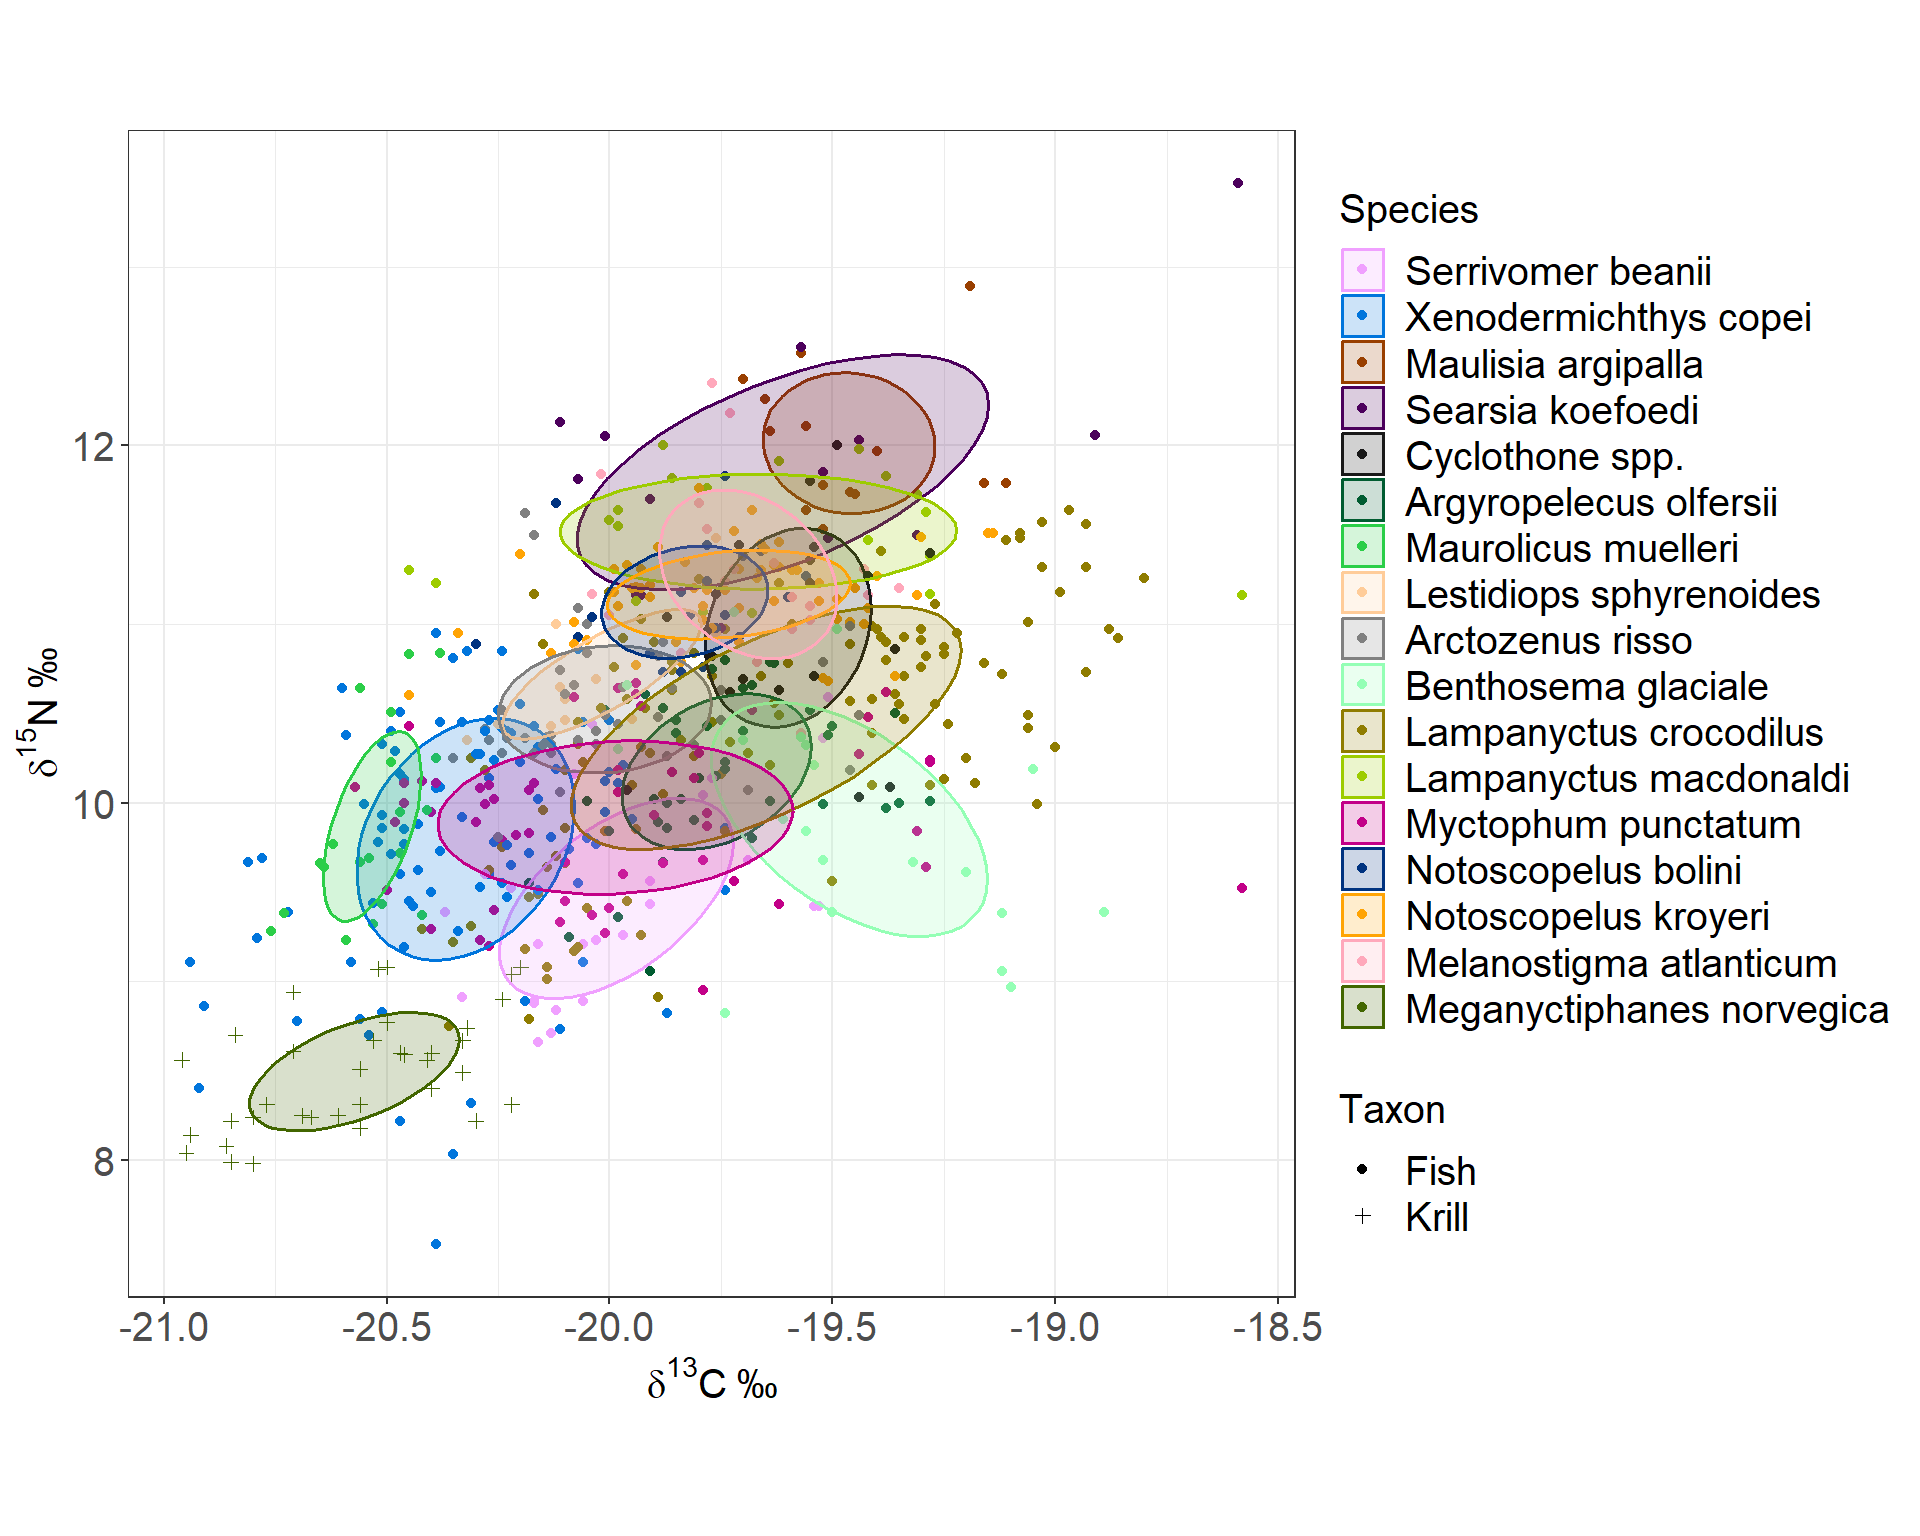 Species
Serrivomer beanii
Xenodermichthys copei
Maulisia argipalla
Searsia koefoedi
Cyclothone spp.
Argyropelecus olfersii
Maurolicus muelleri
Lestidiops sphyrenoides
Arctozenus risso
Benthosema glaciale
Lampanyctus crocodilus
Lampanyctus macdonaldi
Myctophum punctatum
Notoscopelus bolini
Notoscopelus kroyeri
Melanostigma atlanticum
Meganyctiphanes norvegica
Taxon
Fish
Krill
12
10
8
δ15N ‰
-21.0 -20.5 -20.0 -19.5 -19.0 -18.5
δ13C ‰